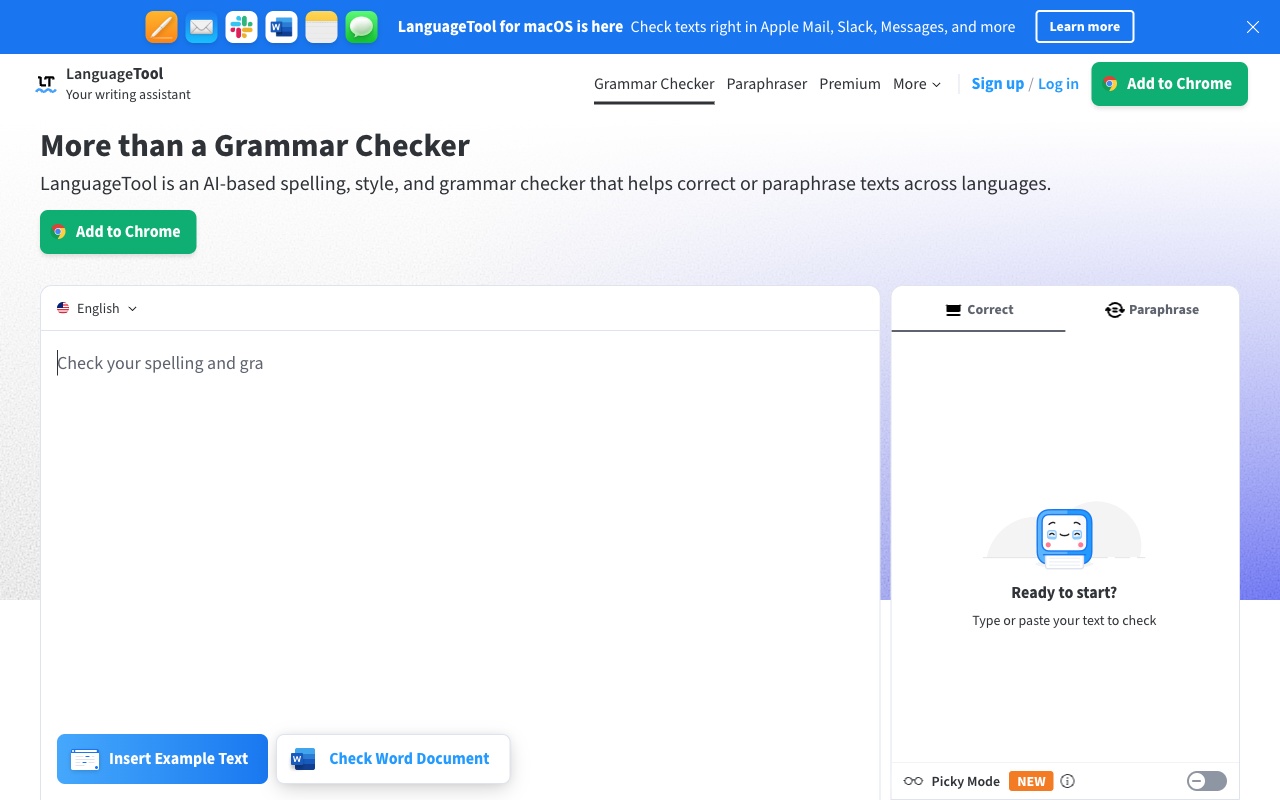 LanguageTool for macOS is here Check texts right in Apple Mail, Slack, Messages, and more Learn more
LT LanguageTool
Your writing assistant
Grammar Checker Paraphraser Premium More Sign up / Log in Add to Chrome
More than a Grammar Checker
LanguageTool is an AI-based spelling, style, and grammar checker that helps correct or paraphrase texts across languages.
Add to Chrome
English
Check your spelling and gra
Insert Example Text
W Check Word Document
Correct Paraphrase
Ready to start?
Type or paste your text to check
Picky Mode NEW